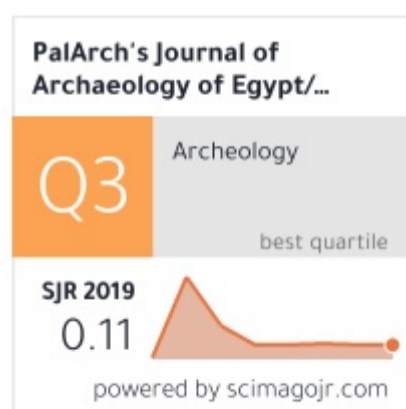 PalArch's Journal of
Archaeology of Egypt/...
Q3
Archeology
best quartile
SJR 2019
0.11
powered by scimagojr.com